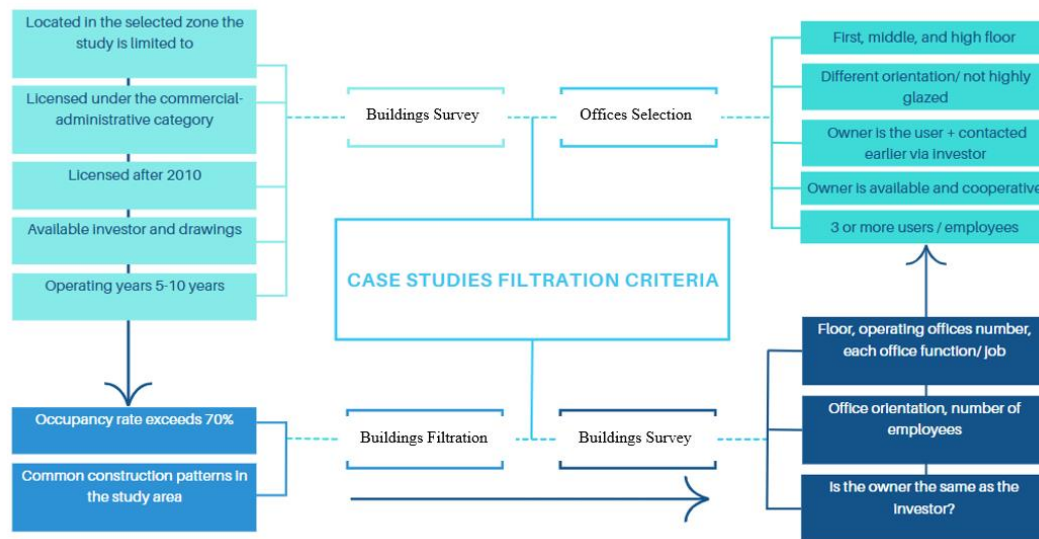 Located in the selected zone the
study is limited to
Licensed under the commercial-
administrative category
Licensed after 2010
Available investor and drawings
Operating years 5-10 years
Buildings Survey
Offices Selection
First, middle, and high floor
Different orientation/ not highly
glazed
Owner is the user + contacted
earlier via investor
Owner is available and cooperative
3 or more users / employees
CASE STUDIES FILTRATION CRITERIA
Occupancy rate exceeds 70%
Common construction patterns in
the study area
Buildings Filtration
Buildings Survey
Floor, operating offices number,
each office function/ job
Office orientation, number of
employees
Is the owner the same as the
investor?